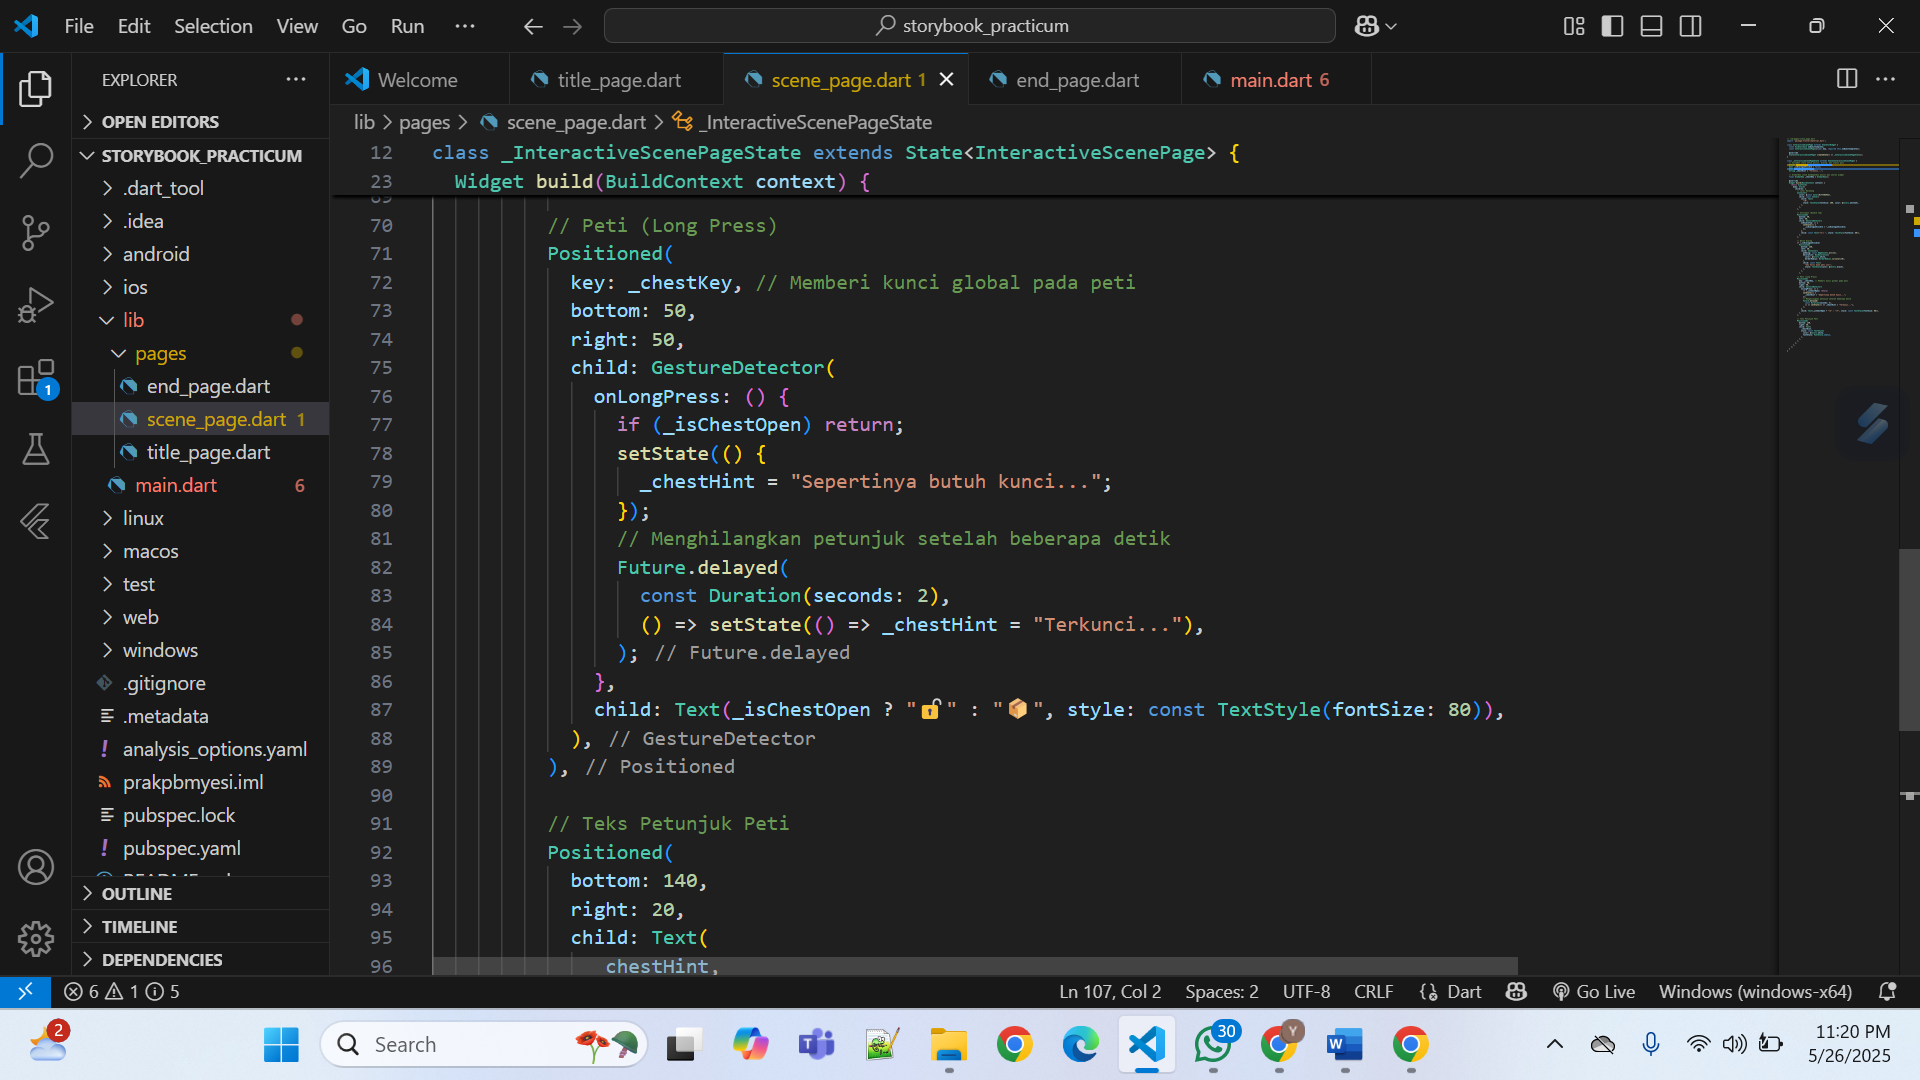 File Edit Selection View Go Run ... storybook_practicum
EXPLORER ...
OPEN EDITORS
STORYBOOK_PRACTICUM
.dart_tool
.idea
android
ios
lib
pages
end_page.dart
scene_page.dart 1
title_page.dart
main.dart 6
linux
macos
test
web
windows
.gitignore
.metadata
analysis_options.yaml
prakpbmyesi.iml
pubspec.lock
pubspec.yaml
OUTLINE
TIMELINE
DEPENDENCIES
1
Welcome title_page.dart scene_page.dart 1 end_page.dart main.dart 6
lib > pages > scene_page.dart > _InteractiveScenePageState
12 class _InteractiveScenePageState extends State<InteractiveScenePage> {
23 Widget build(BuildContext context) {
69
70 // Peti (Long Press)
71 Positioned(
72 key: _chestKey, // Memberi kunci global pada peti
73 bottom: 50,
74 right: 50,
75 child: GestureDetector(
76 onLongPress: () {
77 if (_isChestOpen) return;
78 setState(() {
79 _chestHint = "Sepertinya butuh kunci...";
80 });
81 // Menghilangkan petunjuk setelah beberapa detik
82 Future.delayed(
83 const Duration(seconds: 2),
84 () => setState(() => _chestHint = "Terkunci..."),
85 ); // Future.delayed
86 },
87 child: Text(_isChestOpen ? "🔓" : "📦", style: const TextStyle(fontSize: 80)),
88 ), // GestureDetector
89 ), // Positioned
90
91 // Teks Petunjuk Peti
92 Positioned(
93 bottom: 140,
94 right: 20,
95 child: Text(
96 _chestHint,
6 1 5 Ln 107, Col 2 Spaces: 2 UTF-8 CRLF Dart Go Live Windows (windows-x64)
2 Search 30 Y 11:20 PM
5/26/2025